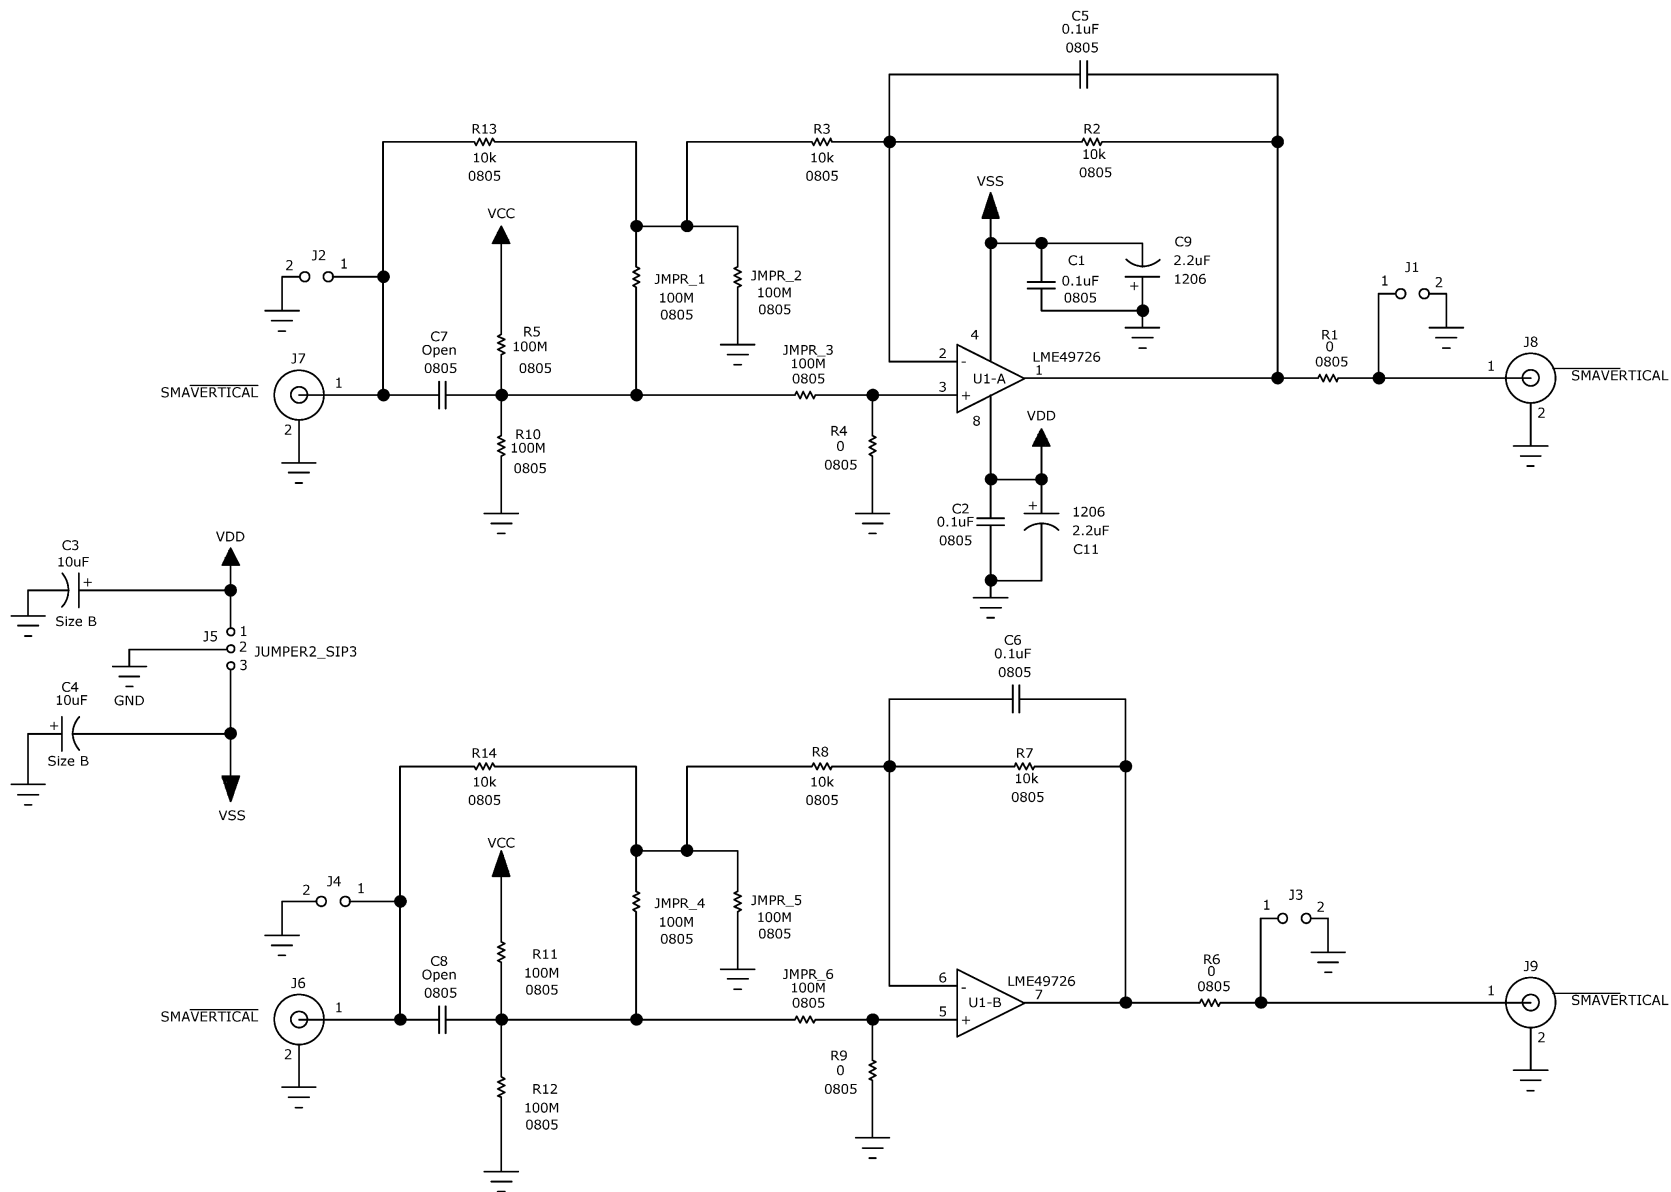 C5
0.1uF
0805
R13
10k
0805
R3
10k
0805
R2
10k
0805
VSS
VCC
J2
2
1
JMPR_1
100M
0805
JMPR_2
100M
0805
C1
0.1uF
0805
C9
2.2uF
1206
+
J1
1
2
C7
Open
0805
R5
100M
0805
JMPR_3
100M
0805
4
2
-
U1-A
3
+
8
LME49726
1
R1
0
0805
J8
1
SMAVERTICAL
2
J7
SMAVERTICAL
1
2
R10
100M
0805
R4
0
0805
VDD
C2
0.1uF
0805
+
1206
2.2uF
C11
VDD
C3
10uF
+
Size B
J5
1
2
3
JUMPER2_SIP3
GND
C4
10uF
+
Size B
VSS
C6
0.1uF
0805
R14
10k
0805
R8
10k
0805
R7
10k
0805
VCC
J4
2
1
JMPR_4
100M
0805
JMPR_5
100M
0805
J3
1
2
C8
Open
0805
R11
100M
0805
JMPR_6
100M
0805
6
-
U1-B
5
+
LME49726
7
R6
0
0805
J9
1
SMAVERTICAL
2
J6
SMAVERTICAL
1
2
R12
100M
0805
R9
0
0805